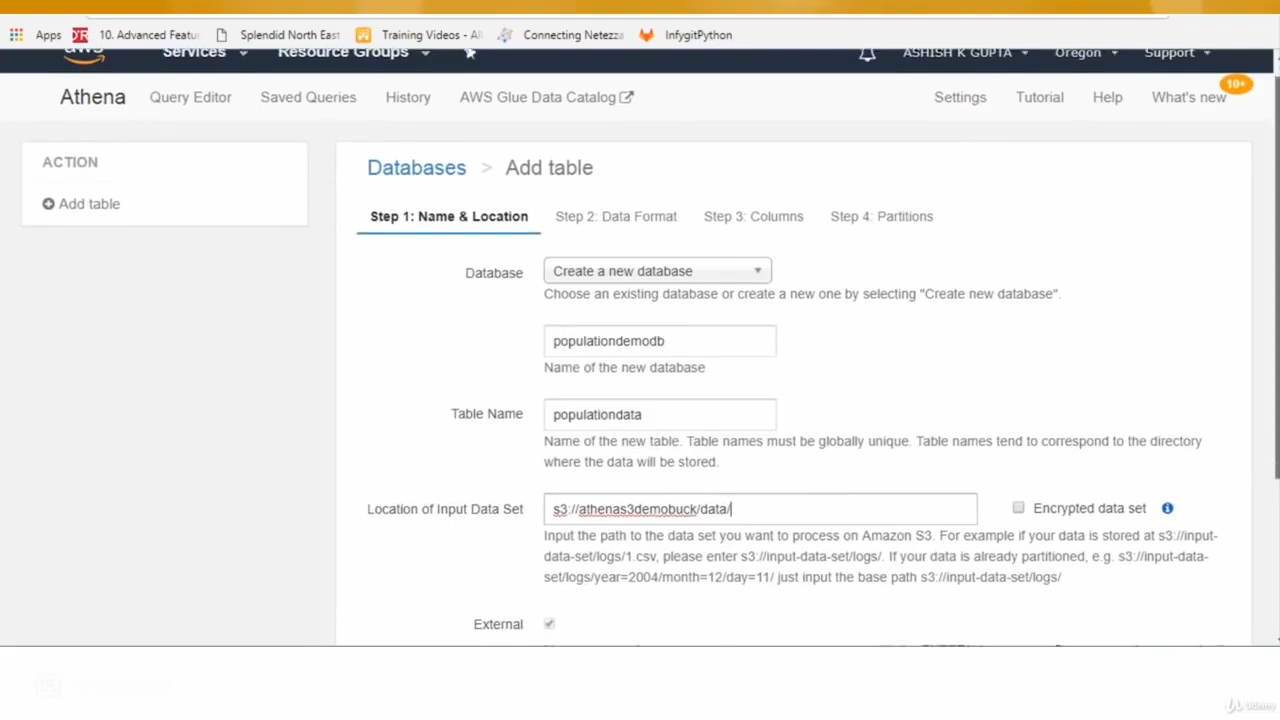 Apps 10. Advanced Featu Splendid North East Training Videos - Al Connecting Netezza InfygitPython
aws Services Resource Groups ASHISH K GUPTA Oregon Support
Athena Query Editor Saved Queries History AWS Glue Data Catalog Settings Tutorial Help What's new 10+
ACTION
Add table
Databases > Add table
Step 1: Name & Location Step 2: Data Format Step 3: Columns Step 4: Partitions
Database Create a new database
Choose an existing database or create a new one by selecting "Create new database".
populationdemodb
Name of the new database
Table Name populationdata
Name of the new table. Table names must be globally unique. Table names tend to correspond to the directory
where the data will be stored.
Location of Input Data Set s3://athenas3demobuck/data/ Encrypted data set
Input the path to the data set you want to process on Amazon S3. For example if your data is stored at s3://input-
data-set/logs/1.csv, please enter s3://input-data-set/logs/. If your data is already partitioned, e.g. s3://input-data-
set/logs/year=2004/month=12/day=11/ just input the base path s3://input-data-set/logs/
External
Udemy